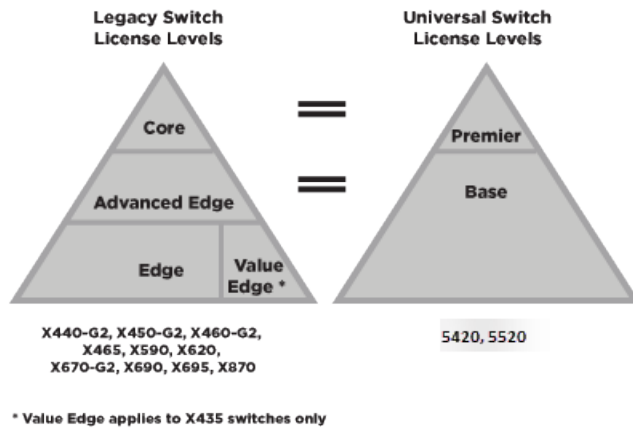 Legacy Switch
License Levels
Universal Switch
License Levels
Core
Premier
Advanced Edge
Base
Edge
Value
Edge *
X440-G2, X450-G2, X460-G2,
X465, X590, X620,
X670-G2, X690, X695, X870
5420, 5520
* Value Edge applies to X435 switches only